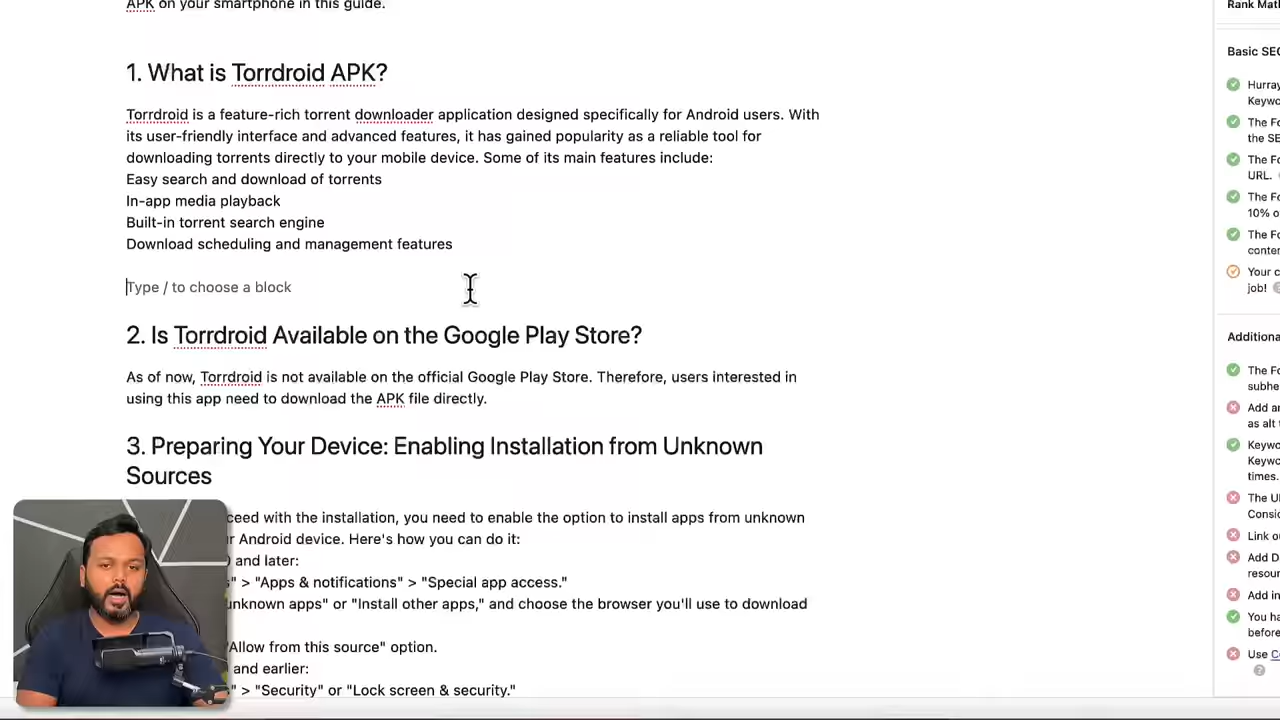 APK on your smartphone in this guide.
1. What is Torrdroid APK?
Torrdroid is a feature-rich torrent downloader application designed specifically for Android users. With
its user-friendly interface and advanced features, it has gained popularity as a reliable tool for
downloading torrents directly to your mobile device. Some of its main features include:
Easy search and download of torrents
In-app media playback
Built-in torrent search engine
Download scheduling and management features
Type / to choose a block
2. Is Torrdroid Available on the Google Play Store?
As of now, Torrdroid is not available on the official Google Play Store. Therefore, users interested in
using this app need to download the APK file directly.
3. Preparing Your Device: Enabling Installation from Unknown
Sources
ceed with the installation, you need to enable the option to install apps from unknown
r Android device. Here's how you can do it:
and later:
" > "Apps & notifications" > "Special app access."
unknown apps" or "Install other apps," and choose the browser you'll use to download
"Allow from this source" option.
and earlier:
" > "Security" or "Lock screen & security."
Rank Mat
Basic SEO
Hurray
Keywo
The Fo
the SE
The Fo
URL.
The Fo
10% o
The Fo
conten
Your c
job!
Additiona
The Fo
subhe
Add an
as alt t
Keywo
Keywo
times.
The U
Consid
Link ou
Add D
resour
Add in
You ha
before
Use Co